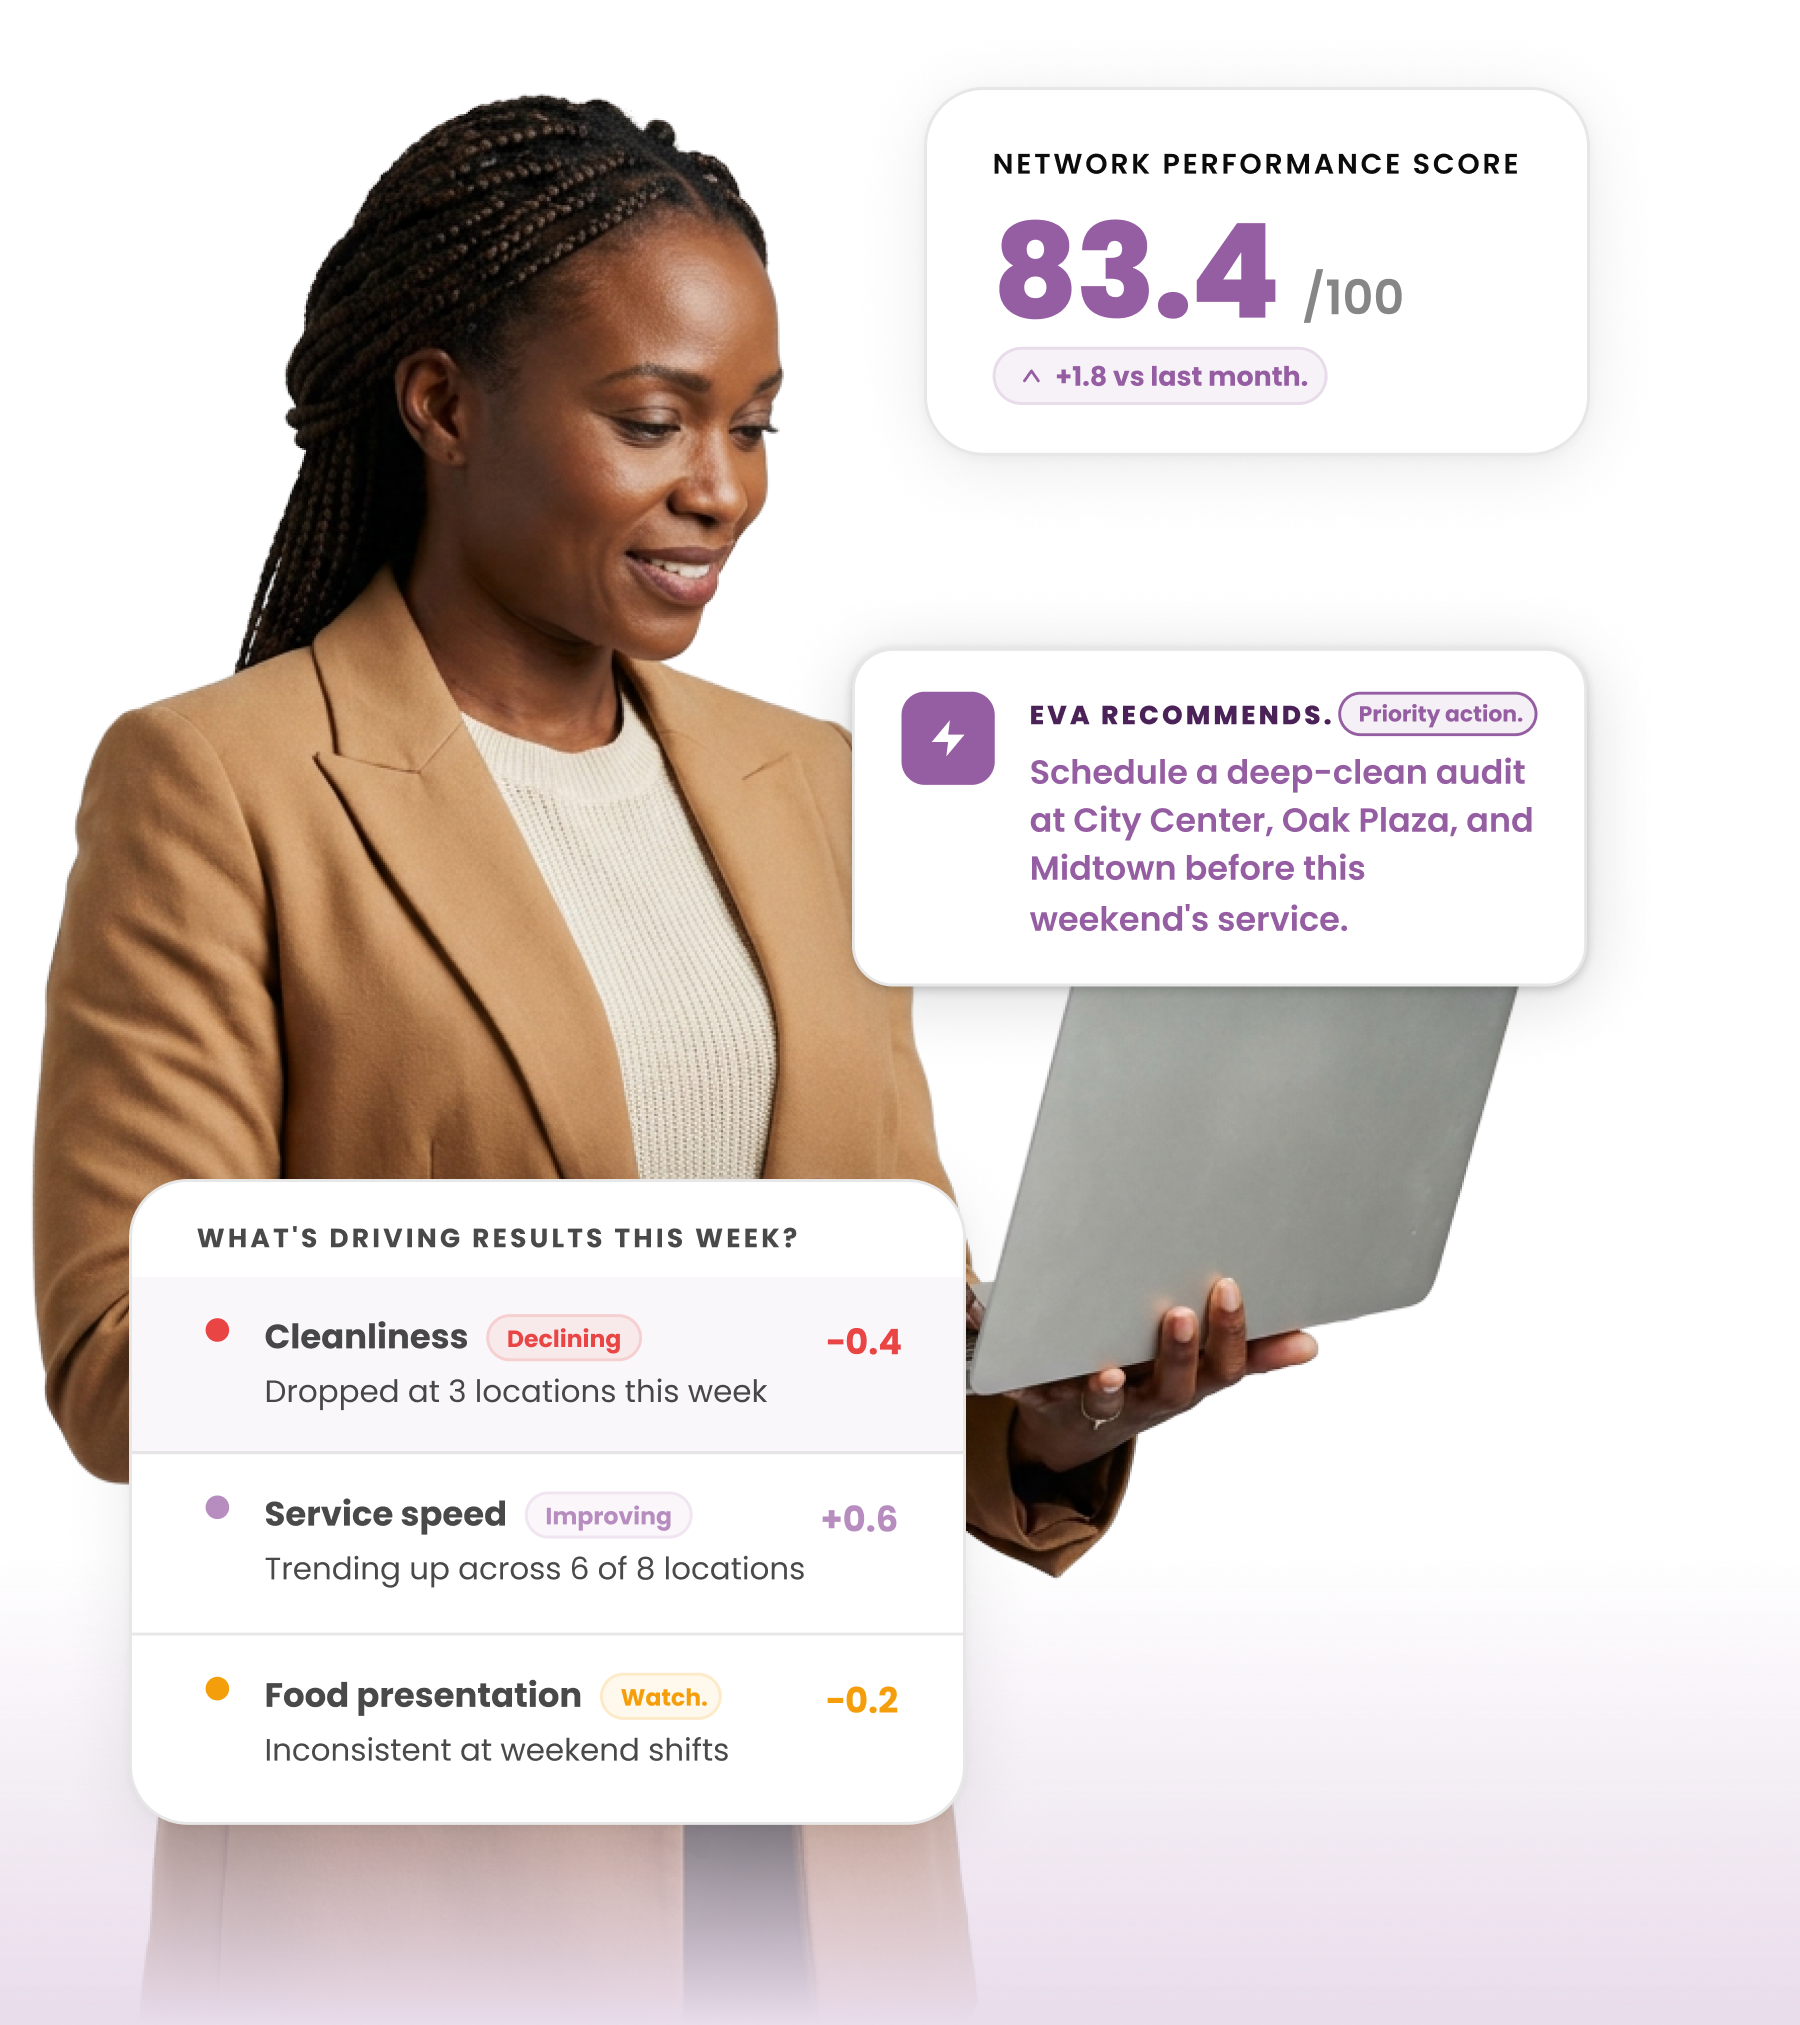 NETWORK PERFORMANCE SCORE
83.4 /100
+1.8 vs last month.
EVA RECOMMENDS. Priority action.
Schedule a deep-clean audit
at City Center, Oak Plaza, and
Midtown before this
weekend's service.
WHAT'S DRIVING RESULTS THIS WEEK?
Cleanliness Declining -0.4
Dropped at 3 locations this week
Service speed Improving +0.6
Trending up across 6 of 8 locations
Food presentation Watch. -0.2
Inconsistent at weekend shifts